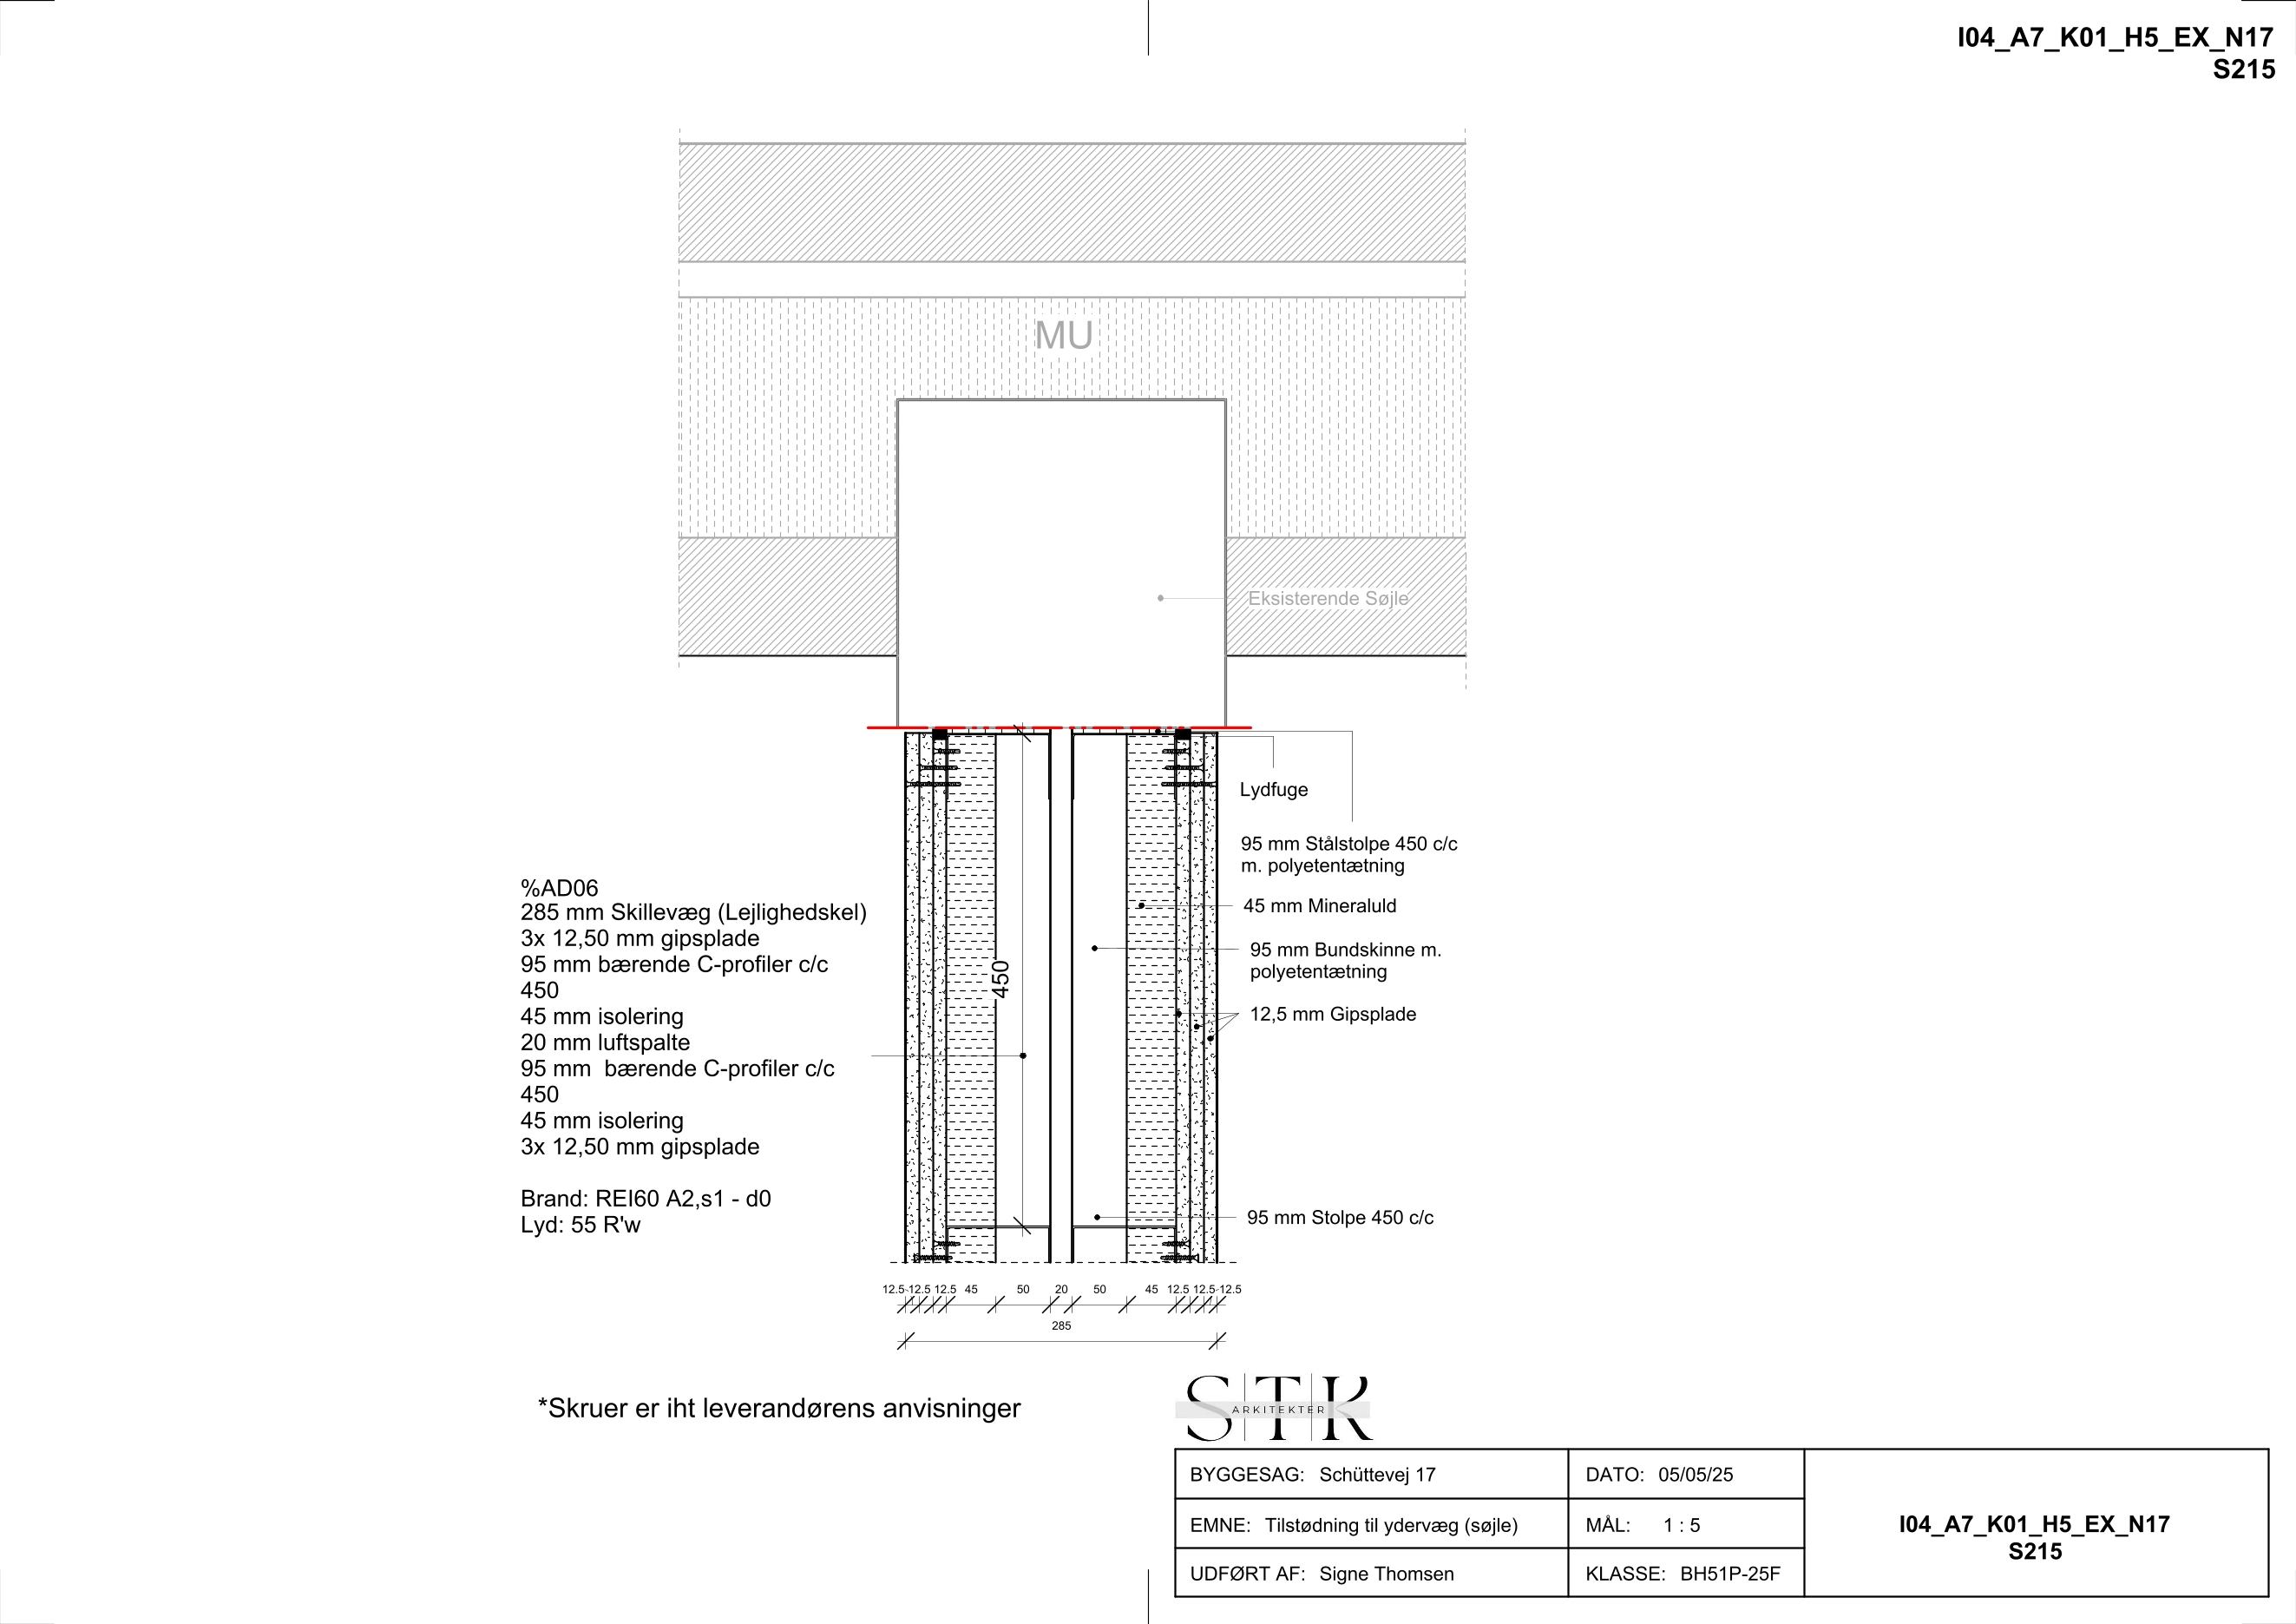 I04_A7_K01_H5_EX_N17
S215
MU
Eksisterende Søjle
Lydfuge
95 mm Stålstolpe 450 c/c
m. polyetentætning
45 mm Mineraluld
95 mm Bundskinne m.
polyetentætning
12,5 mm Gipsplade
95 mm Stolpe 450 c/c
450
%AD06
285 mm Skillevæg (Lejlighedskel)
3x 12,50 mm gipsplade
95 mm bærende C-profiler c/c
450
45 mm isolering
20 mm luftspalte
95 mm  bærende C-profiler c/c
450
45 mm isolering
3x 12,50 mm gipsplade
Brand: REI60 A2,s1 - d0
Lyd: 55 R'w
12.5 12.5 12.5 45 50 20 50 45 12.5 12.5 12.5
285
*Skruer er iht leverandørens anvisninger
STK
ARKITEKTER
BYGGESAG: Schüttevej 17
DATO: 05/05/25
EMNE: Tilstødning til ydervæg (søjle)
MÅL: 1 : 5
UDFØRT AF: Signe Thomsen
KLASSE: BH51P-25F
I04_A7_K01_H5_EX_N17
S215